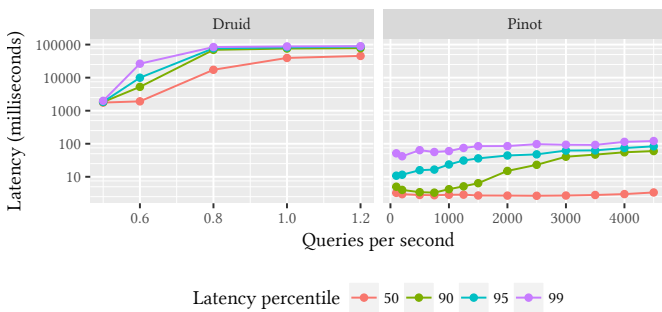 Druid Pinot
Latency (milliseconds)
100000
10000
1000
100
10
0.6 0.8 1.0 1.2 0 1000 2000 3000 4000
Queries per second
Latency percentile 50 90 95 99